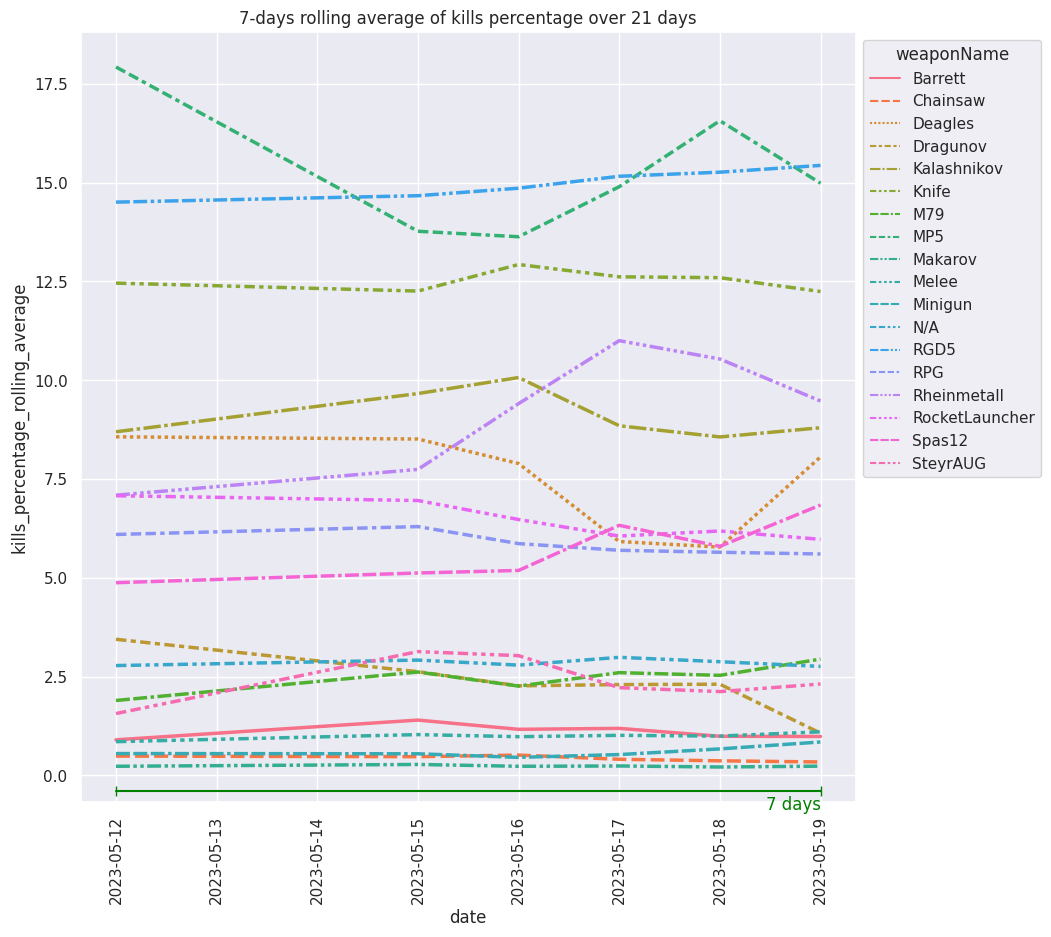 7-days rolling average of kills percentage over 21 days
kills_percentage_rolling_average
17.5
15.0
12.5
10.0
7.5
5.0
2.5
0.0
7 days
2023-05-12
2023-05-13
2023-05-14
2023-05-15
2023-05-16
2023-05-17
2023-05-18
2023-05-19
date
weaponName
Barrett
Chainsaw
Deagles
Dragunov
Kalashnikov
Knife
M79
MP5
Makarov
Melee
Minigun
N/A
RGD5
RPG
Rheinmetall
RocketLauncher
Spas12
SteyrAUG